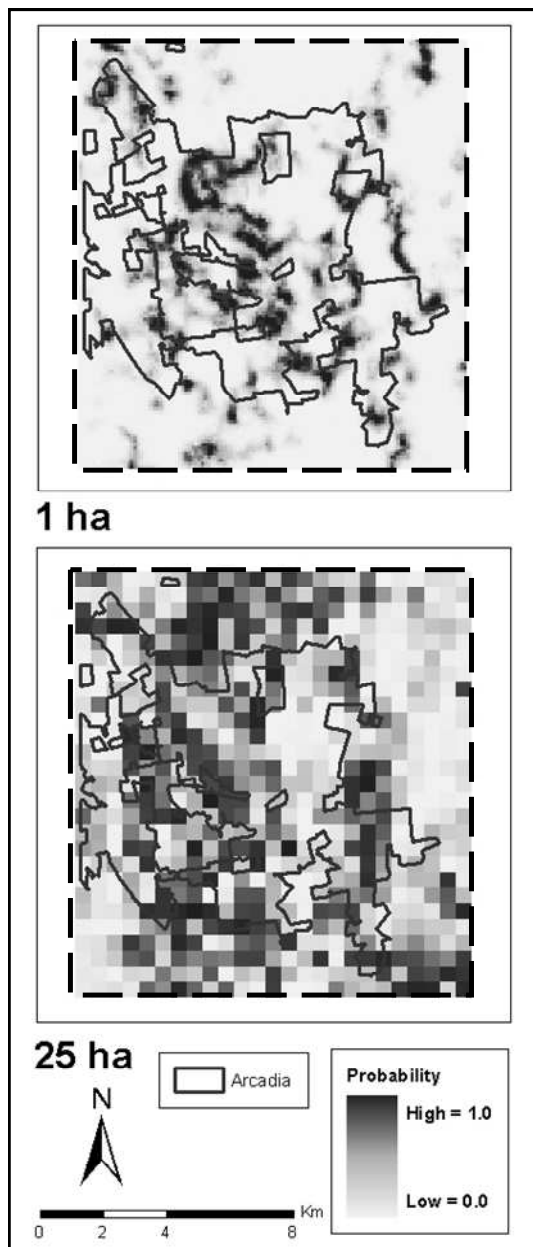 1 ha
25 ha
Arcadia
N
Km
0 2 4 8
Probability
High = 1.0
Low = 0.0